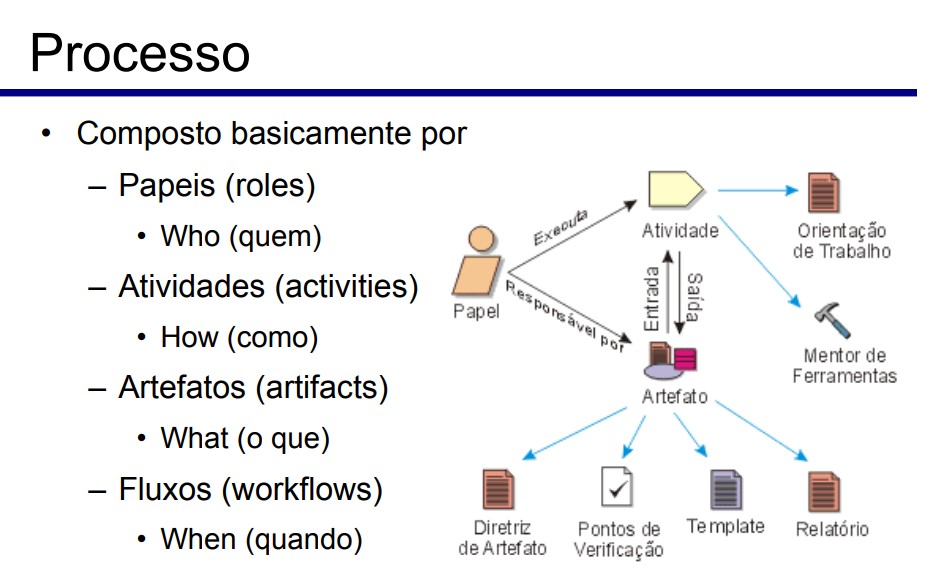 Processo
• Composto basicamente por
– Papeis (roles)
• Who (quem)
– Atividades (activities)
• How (como)
– Artefatos (artifacts)
• What (o que)
– Fluxos (workflows)
• When (quando)
Executa
Atividade
Orientação
de Trabalho
Papel
Responsável por
Entrada
Saída
Mentor de
Ferramentas
Artefato
Diretriz
de Artefato
Pontos de
Verificação
Template
Relatório